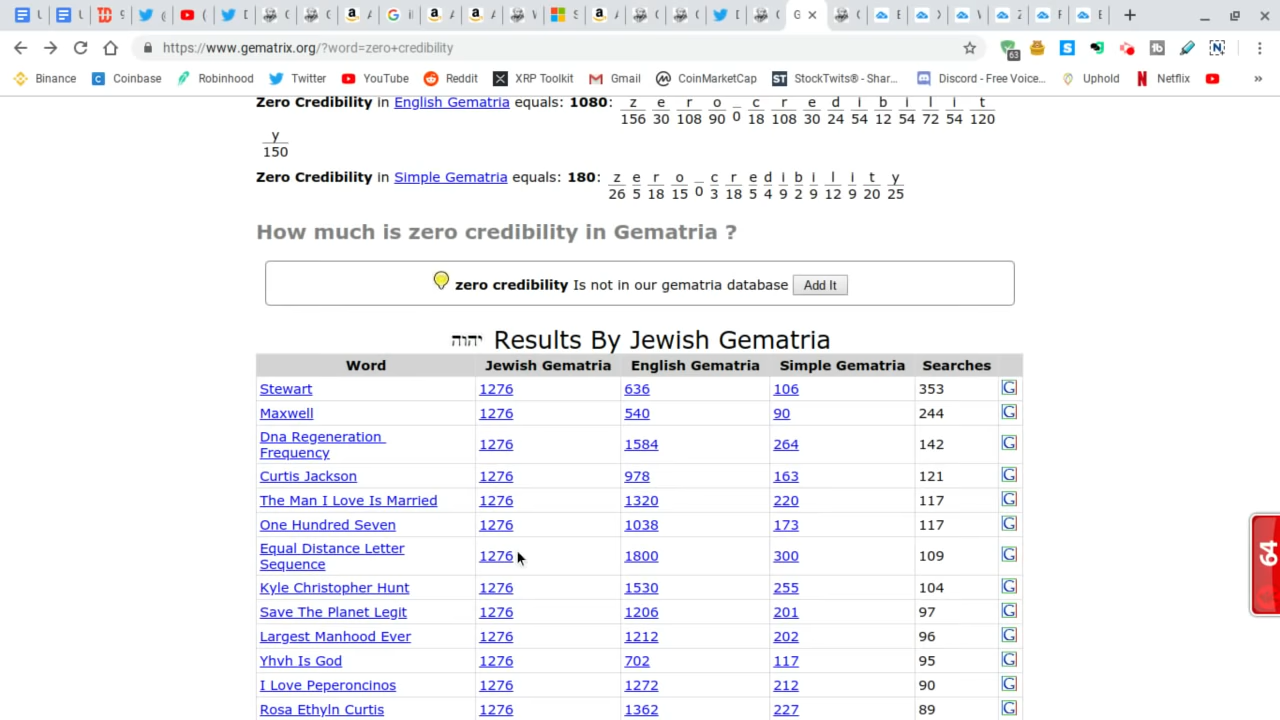 https://www.gematrix.org/?word=zero+credibility
63
Binance Coinbase Robinhood Twitter YouTube Reddit XRP Toolkit Gmail CoinMarketCap StockTwits® - Shar... Discord - Free Voice... Uphold Netflix »
Zero Credibility in English Gematria equals: 1080: z e r o _ c r e d i b i l i t
156 30 108 90 0 18 108 30 24 54 12 54 72 54 120
y
150
Zero Credibility in Simple Gematria equals: 180: z e r o _ c r e d i b i l i t y
26 5 18 15 0 3 18 5 4 9 2 9 12 9 20 25
How much is zero credibility in Gematria ?
zero credibility Is not in our gematria database Add It
יהוה Results By Jewish Gematria
Word Jewish Gematria English Gematria Simple Gematria Searches
Stewart 1276 636 106 353 G
Maxwell 1276 540 90 244 G
Dna Regeneration
Frequency 1276 1584 264 142 G
Curtis Jackson 1276 978 163 121 G
The Man I Love Is Married 1276 1320 220 117 G
One Hundred Seven 1276 1038 173 117 G
Equal Distance Letter
Sequence 1276 1800 300 109 G
Kyle Christopher Hunt 1276 1530 255 104 G
Save The Planet Legit 1276 1206 201 97 G
Largest Manhood Ever 1276 1212 202 96 G
Yhvh Is God 1276 702 117 95 G
I Love Peperoncinos 1276 1272 212 90 G
Rosa Ethyln Curtis 1276 1362 227 89 G
64